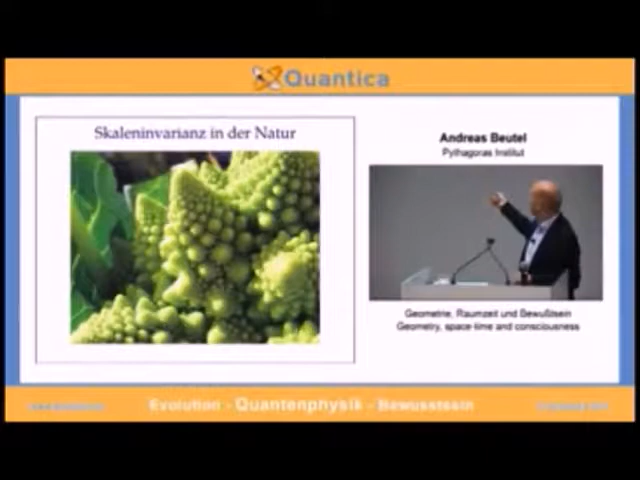 Quantica
Skaleninvarianz in der Natur
Andreas Beutel
Pythagoras Institut
Geometrie, Raumzeit und Bewußtsein
Geometry, space-time and consciousness
Evolution - Quantenphysik - Bewusstsein